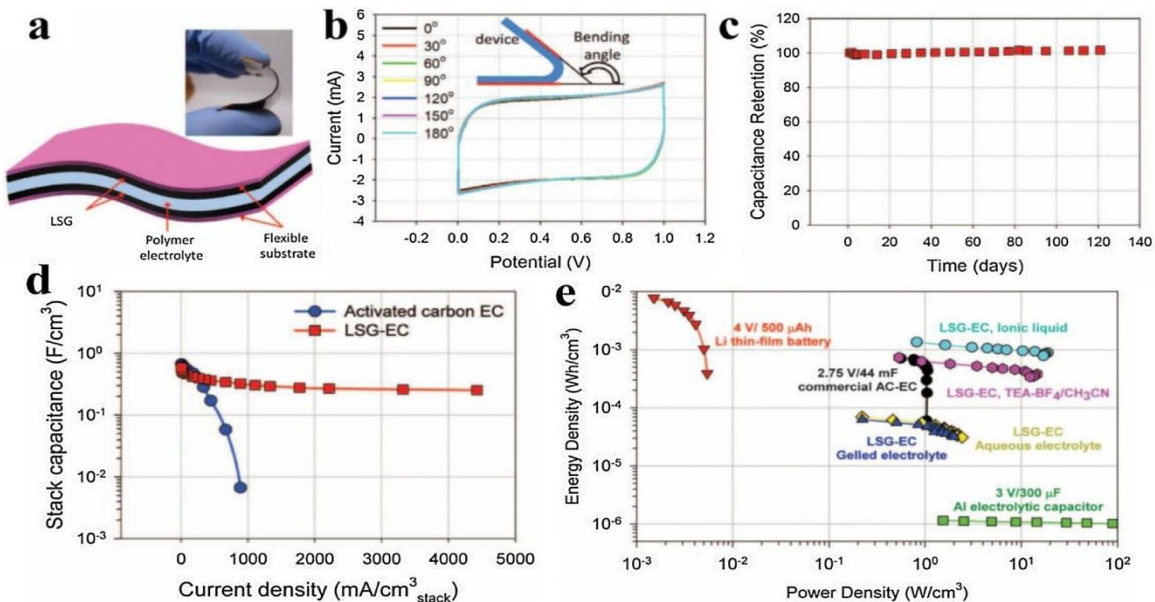 a
LSG
Polymer
electrolyte
Flexible
substrate
b
6
5
4
3
2
1
0
-1
-2
-3
-4
Current (mA)
0°
30°
60°
90°
120°
150°
180°
device
Bending
angle
-0.2 0.0 0.2 0.4 0.6 0.8 1.0 1.2
Potential (V)
c
120
100
80
60
40
20
0
Capacitance Retention (%)
0 20 40 60 80 100 120 140
Time (days)
d
10¹
10⁰
10⁻¹
10⁻²
10⁻³
Stack capacitance (F/cm³)
Activated carbon EC
LSG-EC
0 1000 2000 3000 4000 5000
Current density (mA/cm³stack)
e
0⁻²
10⁻³
10⁻⁴
10⁻⁵
10⁻⁶
Energy Density (Wh/cm³)
4 V/ 500 µAh
Li thin-film battery
LSG-EC, Ionic liquid
2.75 V/44 mF
commercial AC-EC
LSG-EC, TEA-BF₄/CH₃CN
LSG-EC
Gelled electrolyte
LSG-EC
Aqueous electrolyte
3 V/300 µF
Al electrolytic capacitor
10⁻³ 10⁻² 10⁻¹ 10⁰ 10¹ 10²
Power Density (W/cm³)